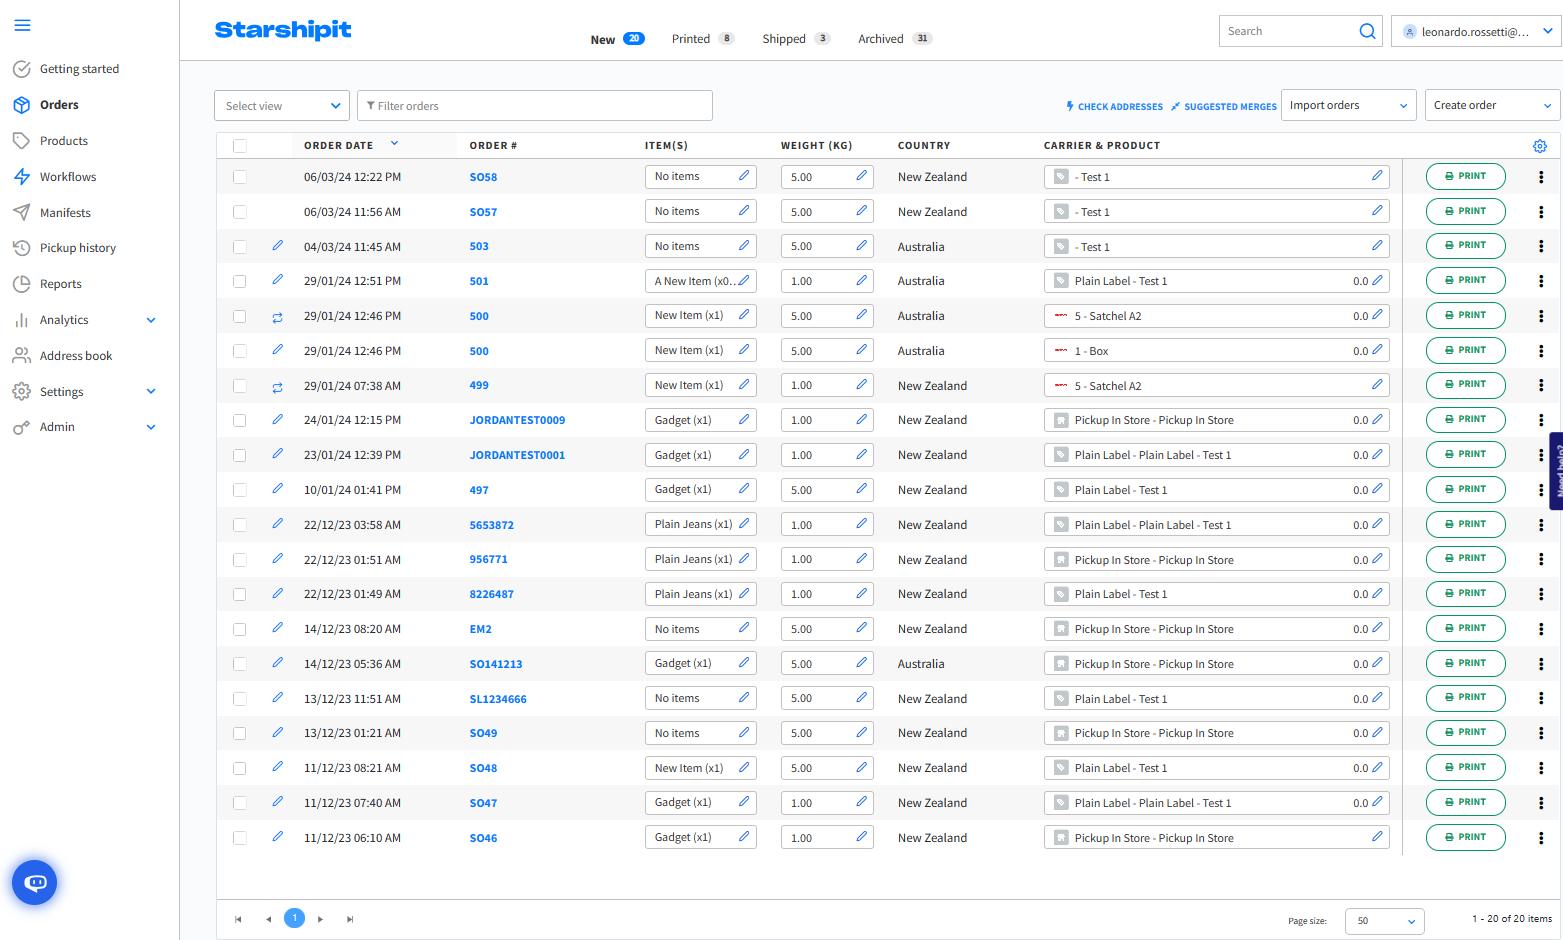 Starshipit
New 20 Printed 8 Shipped 3 Archived 31
Search
leonardo.rossetti@...
Getting started
Orders
Products
Workflows
Manifests
Pickup history
Reports
Analytics
Address book
Settings
Admin
Select view Filter orders CHECK ADDRESSES SUGGESTED MERGES Import orders Create order
ORDER DATE ORDER # ITEM(S) WEIGHT (KG) COUNTRY CARRIER & PRODUCT
06/03/24 12:22 PM SO58 No items 5.00 New Zealand - Test 1 PRINT
06/03/24 11:56 AM SO57 No items 5.00 New Zealand - Test 1 PRINT
04/03/24 11:45 AM 503 No items 5.00 Australia - Test 1 PRINT
29/01/24 12:51 PM 501 A New Item (x0... 1.00 Australia Plain Label - Test 1 0.0 PRINT
29/01/24 12:46 PM 500 New Item (x1) 5.00 Australia 5 - Satchel A2 0.0 PRINT
29/01/24 12:46 PM 500 New Item (x1) 5.00 Australia 1 - Box 0.0 PRINT
29/01/24 07:38 AM 499 New Item (x1) 1.00 New Zealand 5 - Satchel A2 PRINT
24/01/24 12:15 PM JORDANTEST0009 Gadget (x1) 1.00 New Zealand Pickup In Store - Pickup In Store 0.0 PRINT
23/01/24 12:39 PM JORDANTEST0001 Gadget (x1) 1.00 New Zealand Plain Label - Plain Label - Test 1 0.0 PRINT
10/01/24 01:41 PM 497 Gadget (x1) 5.00 New Zealand Plain Label - Test 1 0.0 PRINT
22/12/23 03:58 AM 5653872 Plain Jeans (x1) 1.00 New Zealand Plain Label - Plain Label - Test 1 0.0 PRINT
22/12/23 01:51 AM 956771 Plain Jeans (x1) 1.00 New Zealand Pickup In Store - Pickup In Store 0.0 PRINT
22/12/23 01:49 AM 8226487 Plain Jeans (x1) 1.00 New Zealand Plain Label - Test 1 0.0 PRINT
14/12/23 08:20 AM EM2 No items 5.00 New Zealand Pickup In Store - Pickup In Store 0.0 PRINT
14/12/23 05:36 AM SO141213 Gadget (x1) 5.00 Australia Pickup In Store - Pickup In Store 0.0 PRINT
13/12/23 11:51 AM SL1234666 No items 5.00 New Zealand Plain Label - Test 1 0.0 PRINT
13/12/23 01:21 AM SO49 No items 5.00 New Zealand Pickup In Store - Pickup In Store 0.0 PRINT
11/12/23 08:21 AM SO48 New Item (x1) 5.00 New Zealand Plain Label - Test 1 0.0 PRINT
11/12/23 07:40 AM SO47 Gadget (x1) 1.00 New Zealand Plain Label - Plain Label - Test 1 0.0 PRINT
11/12/23 06:10 AM SO46 Gadget (x1) 1.00 New Zealand Pickup In Store - Pickup In Store PRINT
Need help?
1 Page size: 50 1 - 20 of 20 items